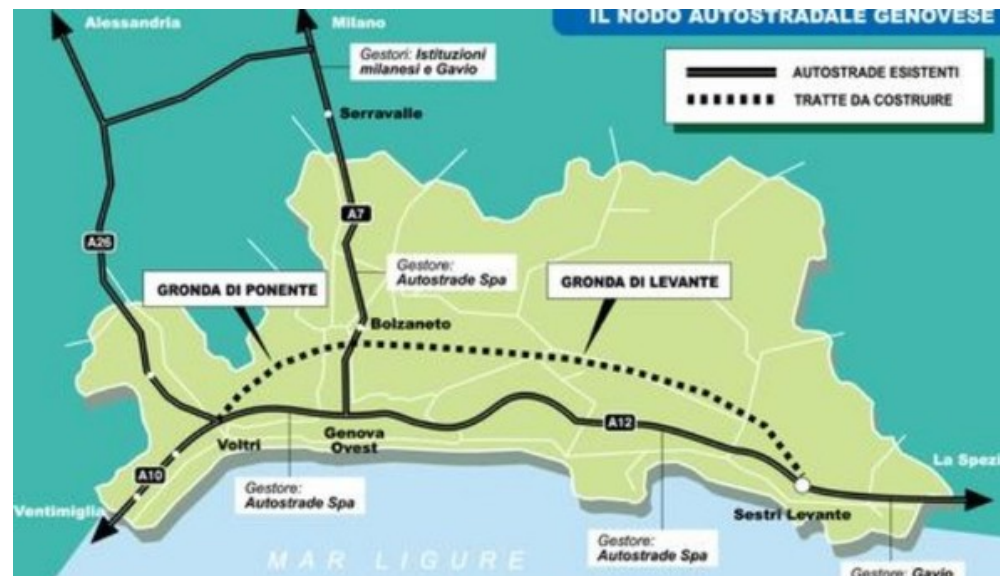 IL NODO AUTOSTRADALE GENOVESE
Alessandria
Milano
Gestori: Istituzioni
milanesi e Gavio
AUTOSTRADE ESISTENTI
TRATTE DA COSTRUIRE
Serravalle
A7
A26
Gestore:
Autostrade Spa
GRONDA DI PONENTE
GRONDA DI LEVANTE
Bolzaneto
A12
Voltri
Genova
Ovest
A10
La Spezi
Gestore:
Autostrade Spa
Ventimiglia
Sestri Levante
Gestore:
Autostrade Spa
MAR LIGURE
Gestore: Gavio